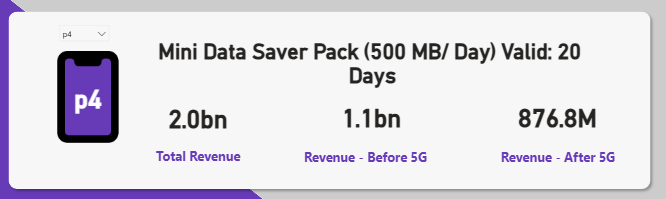 p4
Mini Data Saver Pack (500 MB/ Day) Valid: 20
Days
p4
2.0bn
1.1bn
876.8M
Total Revenue
Revenue - Before 5G
Revenue - After 5G